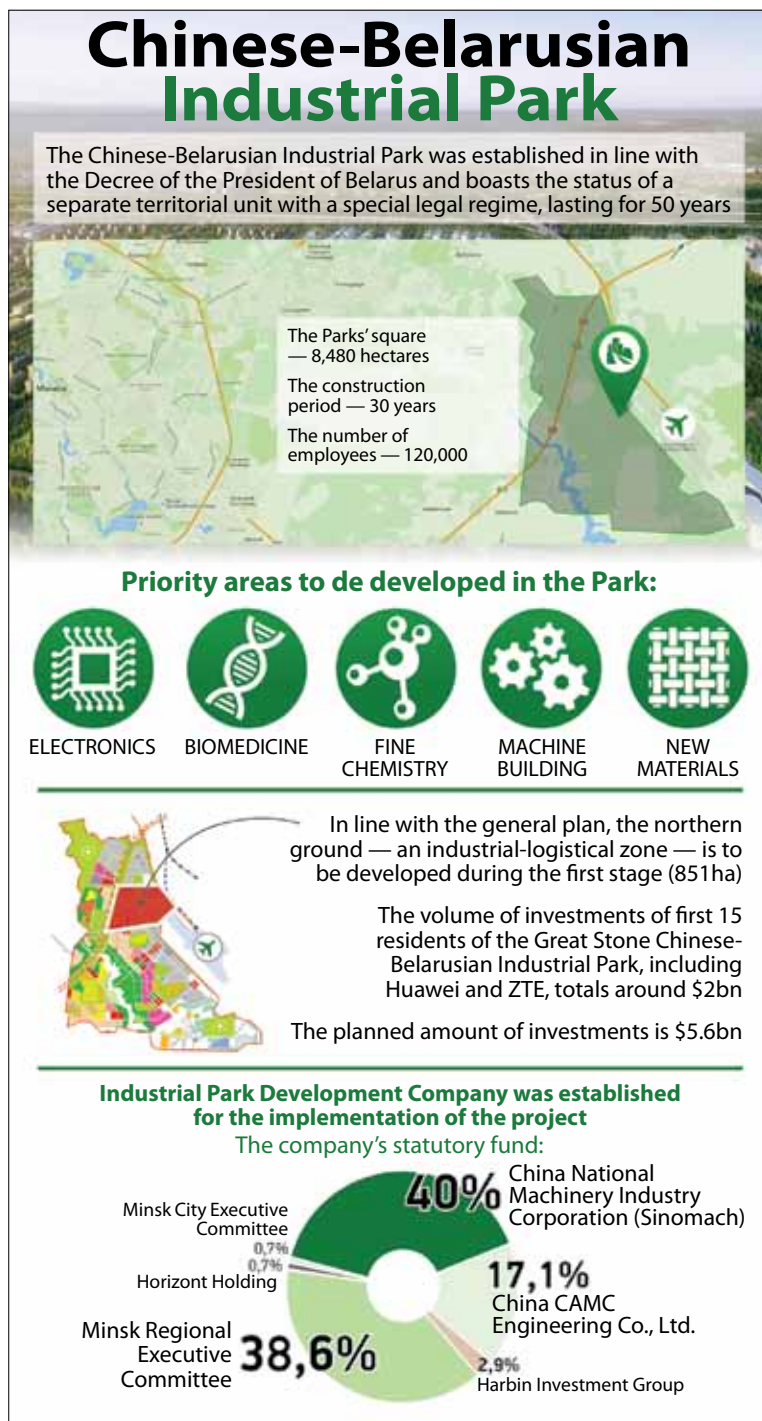 Chinese-Belarusian
Industrial Park
The Chinese-Belarusian Industrial Park was established in line with
the Decree of the President of Belarus and boasts the status of a
separate territorial unit with a special legal regime, lasting for 50 years
The Parks' square
— 8,480 hectares
The construction
period — 30 years
The number of
employees — 120,000
Priority areas to de developed in the Park:
ELECTRONICS
BIOMEDICINE
FINE
CHEMISTRY
MACHINE
BUILDING
NEW
MATERIALS
In line with the general plan, the northern
ground — an industrial-logistical zone — is to
be developed during the first stage (851ha)
The volume of investments of first 15
residents of the Great Stone Chinese-
Belarusian Industrial Park, including
Huawei and ZTE, totals around $2bn
The planned amount of investments is $5.6bn
Industrial Park Development Company was established
for the implementation of the project
The company's statutory fund:
40%
China National
Machinery Industry
Corporation (Sinomach)
Minsk City Executive
Committee
0,7%
0,7%
Horizont Holding
17,1%
China CAMC
Engineering Co., Ltd.
Minsk Regional
Executive
Committee
38,6%
2,9%
Harbin Investment Group